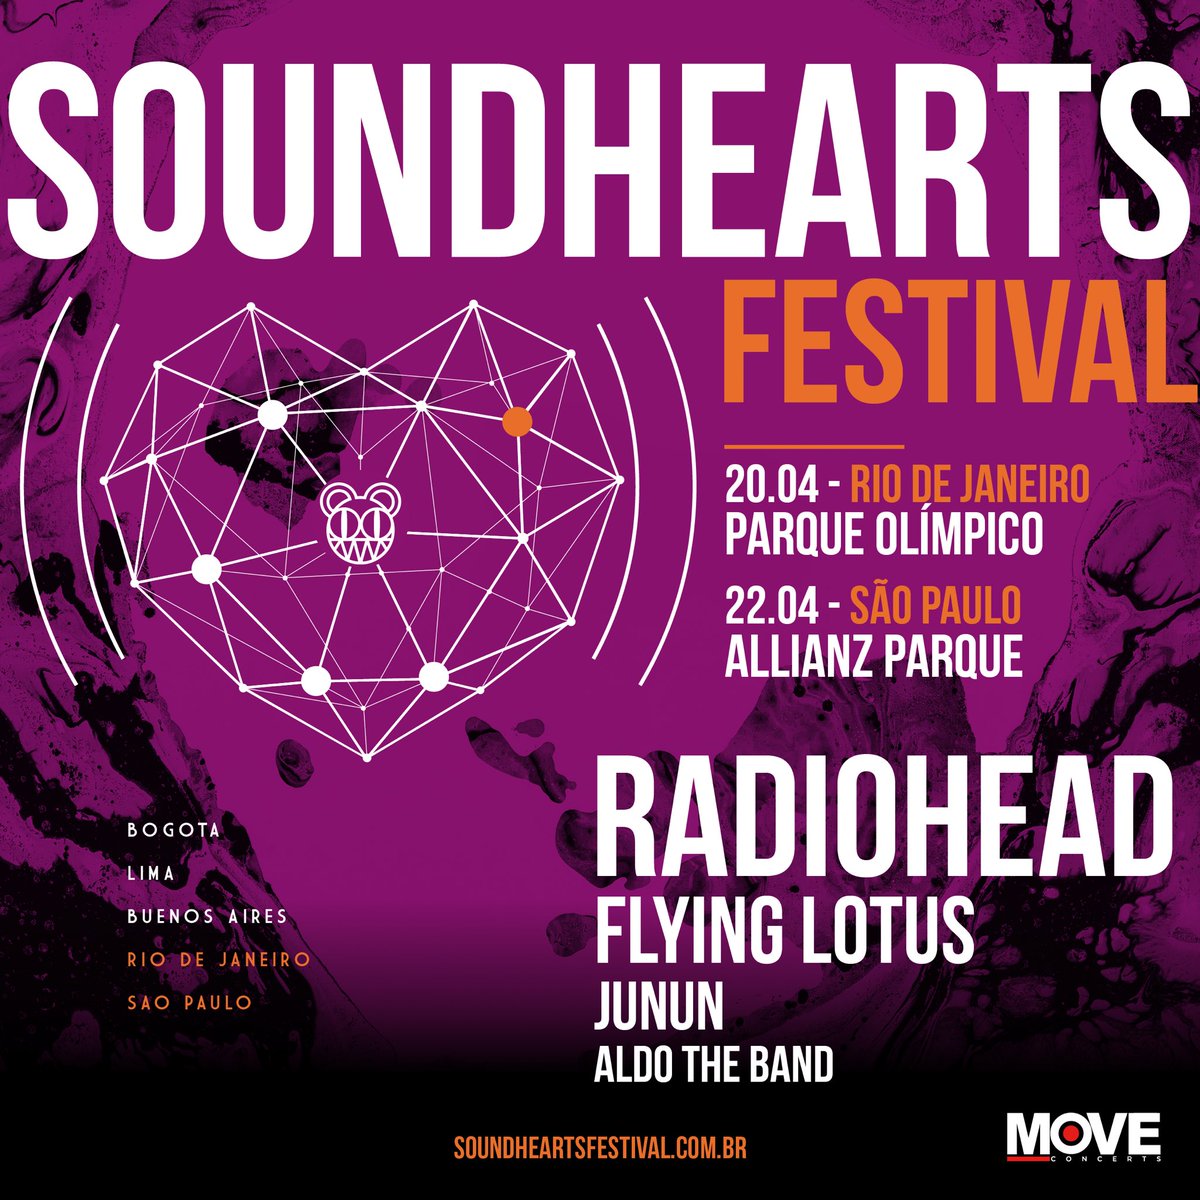 SOUNDHEARTS
FESTIVAL
20.04 - RIO DE JANEIRO
PARQUE OLÍMPICO
22.04 - SÃO PAULO
ALLIANZ PARQUE
RADIOHEAD
FLYING LOTUS
JUNUN
ALDO THE BAND
BOGOTA
LIMA
BUENOS AIRES
RIO DE JANEIRO
SAO PAULO
SOUNDHEARTSFESTIVAL.COM.BR
MOVE
CONCERTS